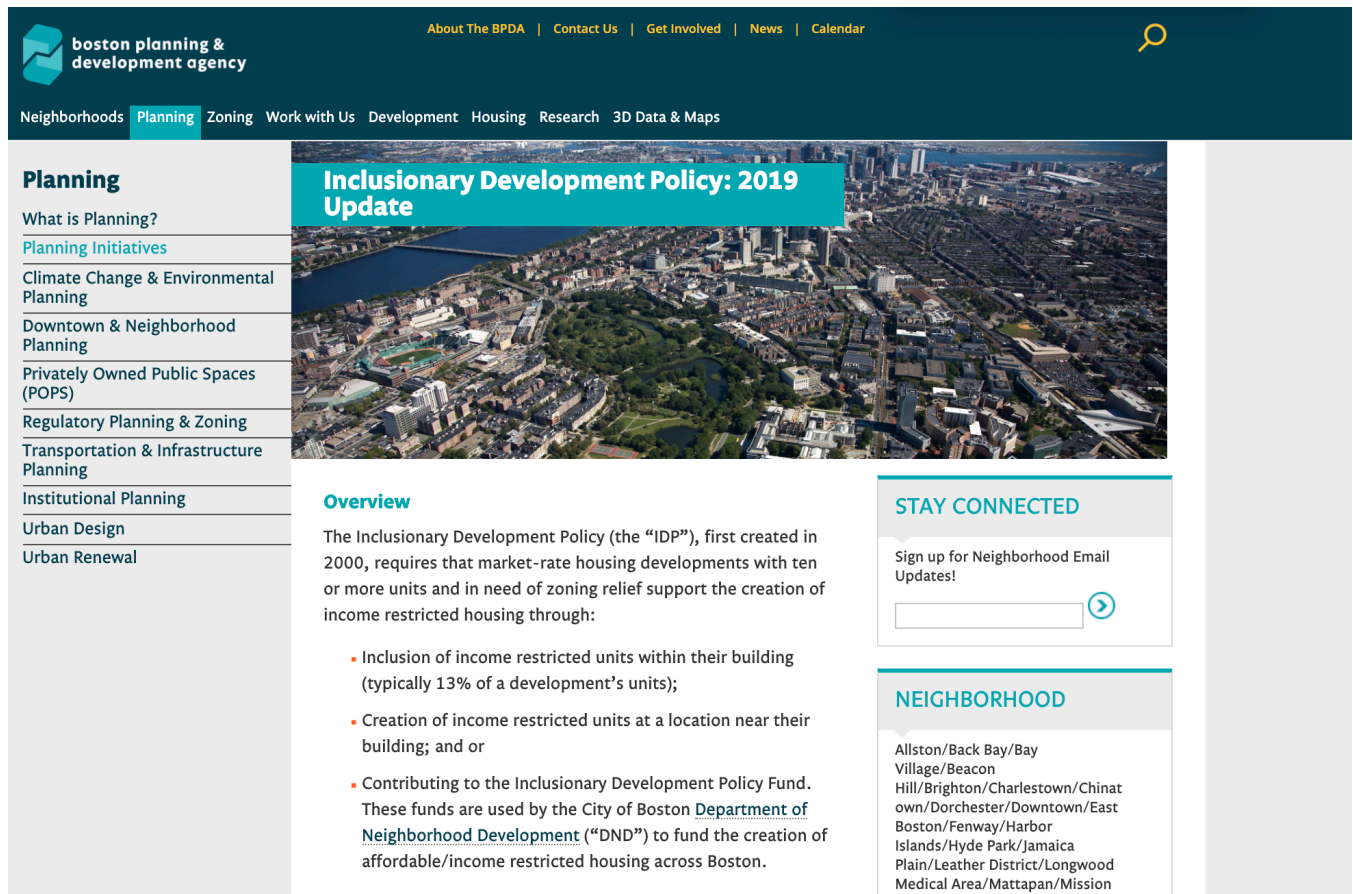 About The BPDA | Contact Us | Get Involved | News | Calendar
boston planning &
development agency
Neighborhoods Planning Zoning Work with Us Development Housing Research 3D Data & Maps
Planning
What is Planning?
Planning Initiatives
Climate Change & Environmental
Planning
Downtown & Neighborhood
Planning
Privately Owned Public Spaces
(POPS)
Regulatory Planning & Zoning
Transportation & Infrastructure
Planning
Institutional Planning
Urban Design
Urban Renewal
Inclusionary Development Policy: 2019
Update
Overview
The Inclusionary Development Policy (the “IDP”), first created in
2000, requires that market-rate housing developments with ten
or more units and in need of zoning relief support the creation of
income restricted housing through:
Inclusion of income restricted units within their building
(typically 13% of a development’s units);
Creation of income restricted units at a location near their
building; and or
Contributing to the Inclusionary Development Policy Fund.
These funds are used by the City of Boston Department of
Neighborhood Development (“DND”) to fund the creation of
affordable/income restricted housing across Boston.
STAY CONNECTED
Sign up for Neighborhood Email
Updates!
NEIGHBORHOOD
Allston/Back Bay/Bay
Village/Beacon
Hill/Brighton/Charlestown/Chinat
own/Dorchester/Downtown/East
Boston/Fenway/Harbor
Islands/Hyde Park/Jamaica
Plain/Leather District/Longwood
Medical Area/Mattapan/Mission